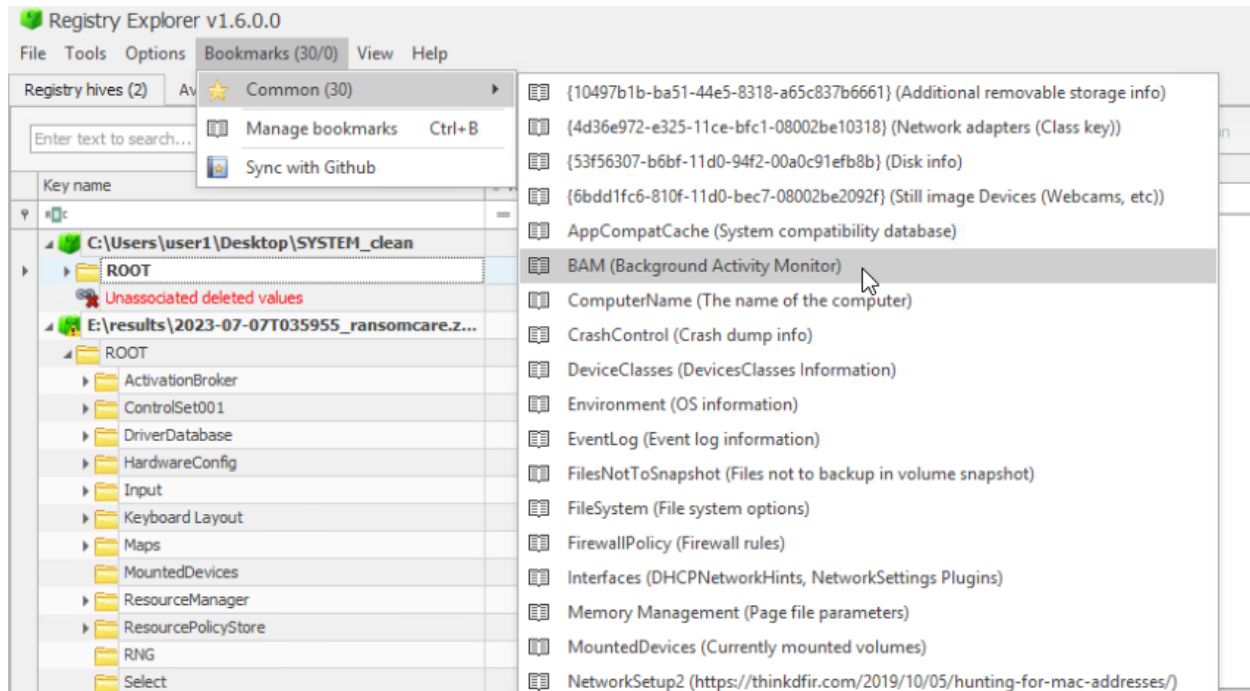 Registry Explorer v1.6.0.0
File Tools Options Bookmarks (30/0) View Help
Registry hives (2) Av
Common (30)
Manage bookmarks Ctrl+B
Sync with Github
Enter text to search...
Key name
C:\Users\user1\Desktop\SYSTEM_clean
ROOT
Unassociated deleted values
E:\results\2023-07-07T035955_ransomcare.z...
ROOT
ActivationBroker
ControlSet001
DriverDatabase
HardwareConfig
Input
Keyboard Layout
Maps
MountedDevices
ResourceManager
ResourcePolicyStore
RNG
Select
{10497b1b-ba51-44e5-8318-a65c837b6661} (Additional removable storage info)
{4d36e972-e325-11ce-bfc1-08002be10318} (Network adapters (Class key))
{53f56307-b6bf-11d0-94f2-00a0c91efb8b} (Disk info)
{6bdd1fc6-810f-11d0-bec7-08002be2092f} (Still image Devices (Webcams, etc))
AppCompatCache (System compatibility database)
BAM (Background Activity Monitor)
ComputerName (The name of the computer)
CrashControl (Crash dump info)
DeviceClasses (DevicesClasses Information)
Environment (OS information)
EventLog (Event log information)
FilesNotToSnapshot (Files not to backup in volume snapshot)
FileSystem (File system options)
FirewallPolicy (Firewall rules)
Interfaces (DHCPNetworkHints, NetworkSettings Plugins)
Memory Management (Page file parameters)
MountedDevices (Currently mounted volumes)
NetworkSetup2 (https://thinkdfir.com/2019/10/05/hunting-for-mac-addresses/)